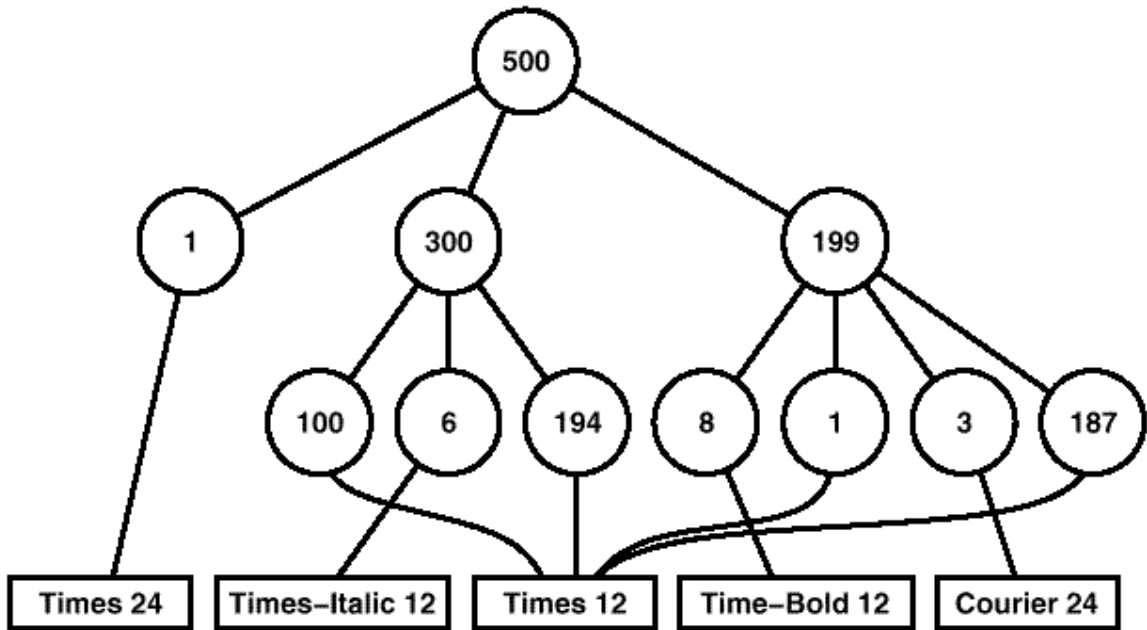 500
1
300
199
100
6
194
8
1
3
187
Times 24
Times–Italic 12
Times 12
Time–Bold 12
Courier 24